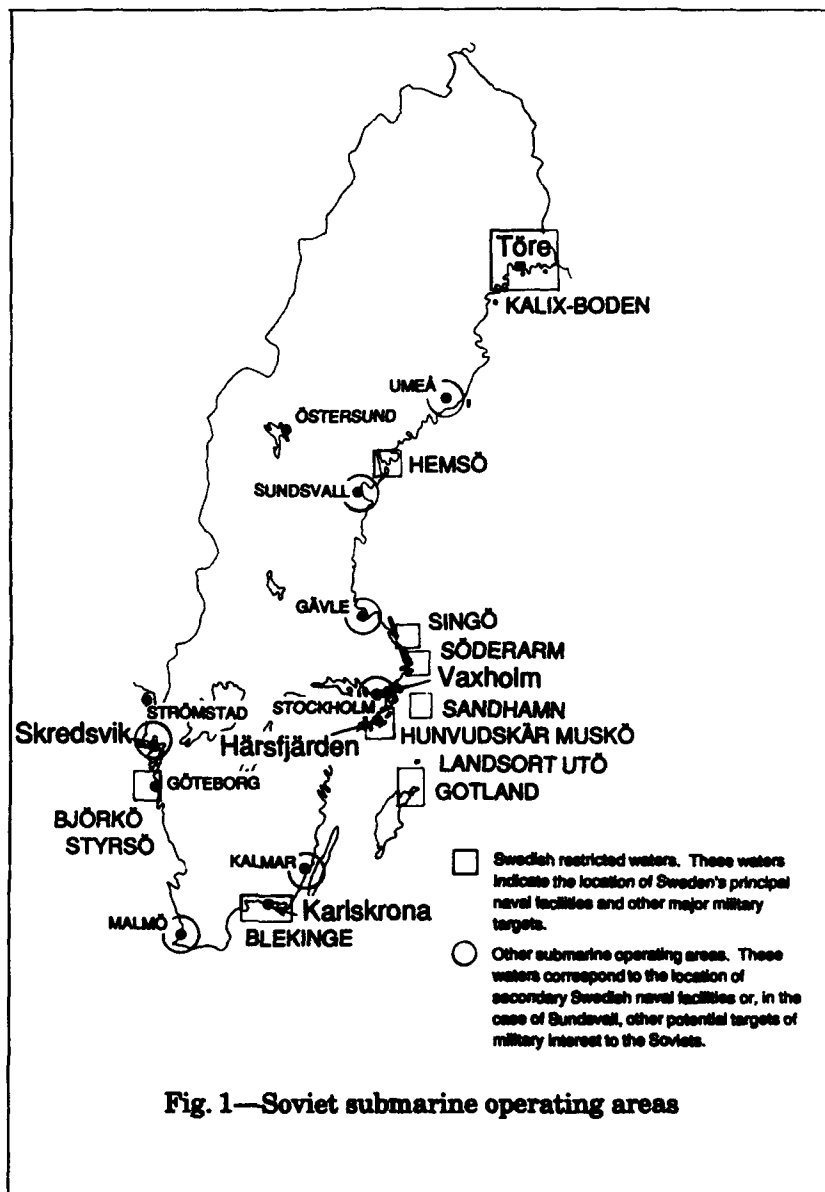 Töre
KALIX-BODEN
UMEÅ
ÖSTERSUND
HEMSÖ
SUNDSVALL
GÄVLE
SINGÖ
SÖDERARM
Vaxholm
STOCKHOLM
STRÖMSTAD
SANDHAMN
Skredsvik
Härsfjärden
HUNVUDSKÄR MUSKÖ
LANDSORT UTÖ
GÖTEBORG
GOTLAND
BJÖRKÖ
STYRSÖ
KALMAR
Karlskrona
MALMÖ
BLEKINGE
Swedish restricted waters. These waters
indicate the location of Sweden's principal
naval facilities and other major military
targets.
Other submarine operating areas. These
waters correspond to the location of
secondary Swedish naval facilities or, in the
case of Sundsvall, other potential targets of
military interest to the Soviets.
Fig. 1—Soviet submarine operating areas